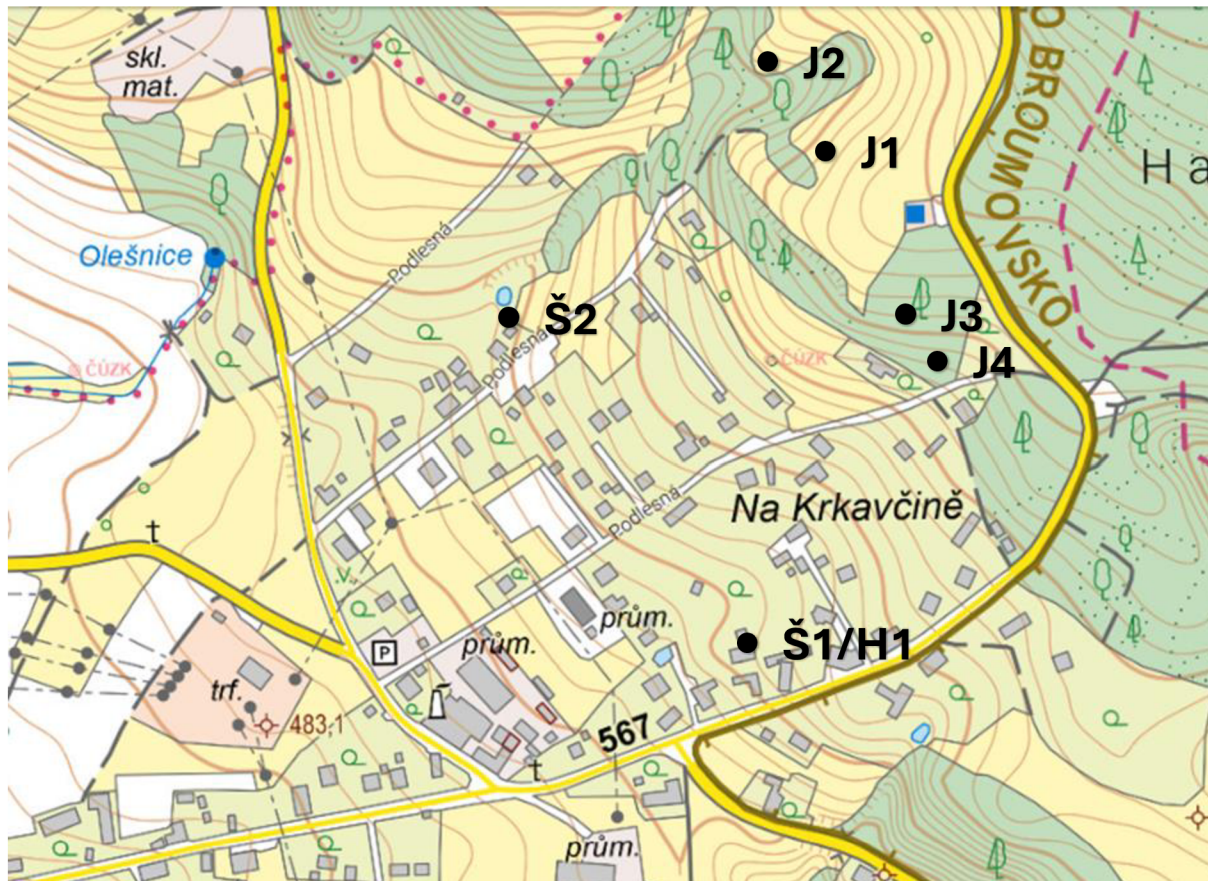 skl.
mat.
J2
J1
O BROUMOVSKO
H a
Olešnice
Podlesná
Š2
J3
ČÚZK
ČÚZK
Podlesná
J4
Na Krkavčině
Podlesná
t
v.
prům.
Š1/H1
P
prům.
trf.
483,1
567
t
prům.